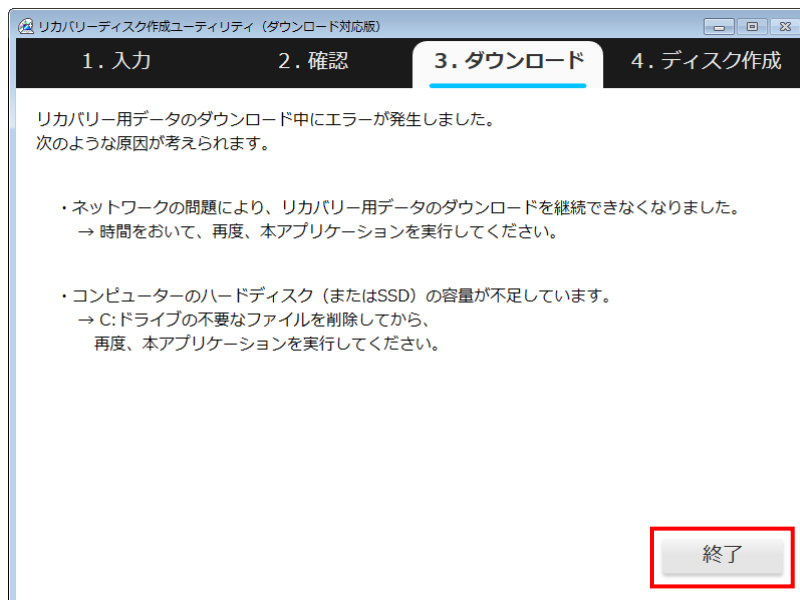 リカバリーディスク作成ユーティリティ（ダウンロード対応版）
1．入力
2．確認
3．ダウンロード
4．ディスク作成
リカバリー用データのダウンロード中にエラーが発生しました。
次のような原因が考えられます。
・ネットワークの問題により、リカバリー用データのダウンロードを継続できなくなりました。
→ 時間をおいて、再度、本アプリケーションを実行してください。
・コンピューターのハードディスク（またはSSD）の容量が不足しています。
→ C:ドライブの不要なファイルを削除してから、
再度、本アプリケーションを実行してください。
終了